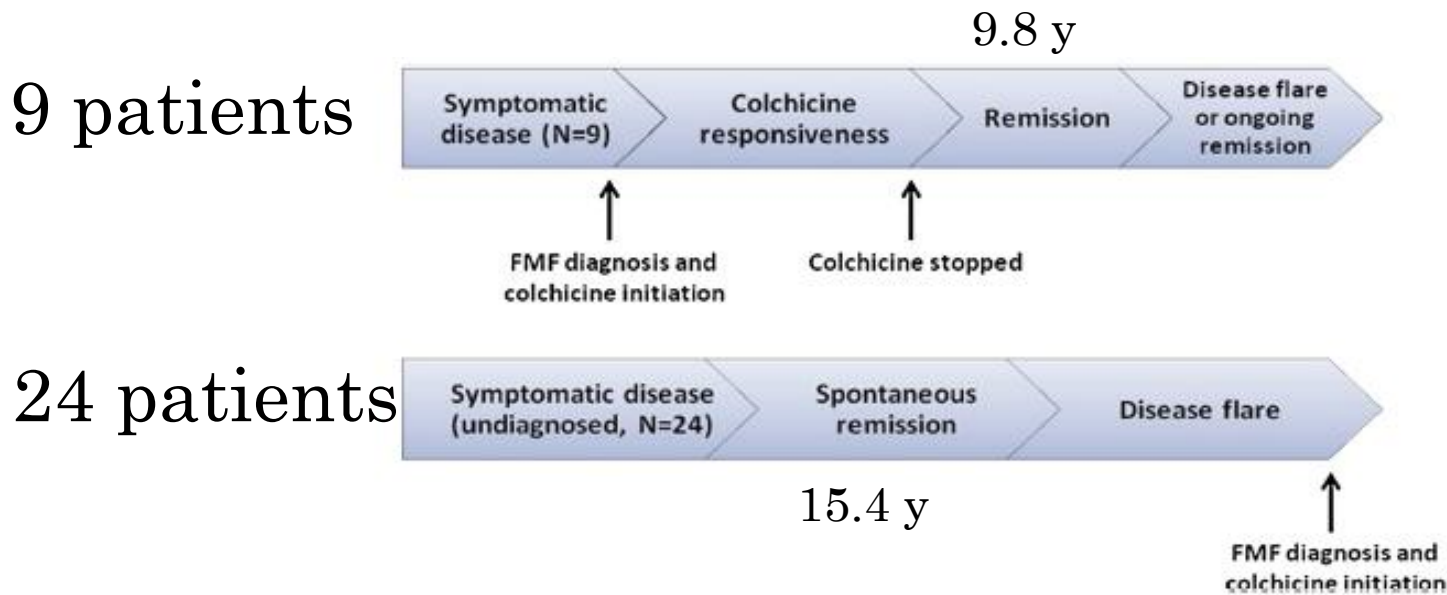 9.8 y
9 patients
Symptomatic
disease (N=9)
Colchicine
responsiveness
Remission
Disease flare
or ongoing
remission
FMF diagnosis and
colchicine initiation
Colchicine stopped
24 patients
Symptomatic disease
(undiagnosed, N=24)
Spontaneous
remission
Disease flare
15.4 y
FMF diagnosis and
colchicine initiation